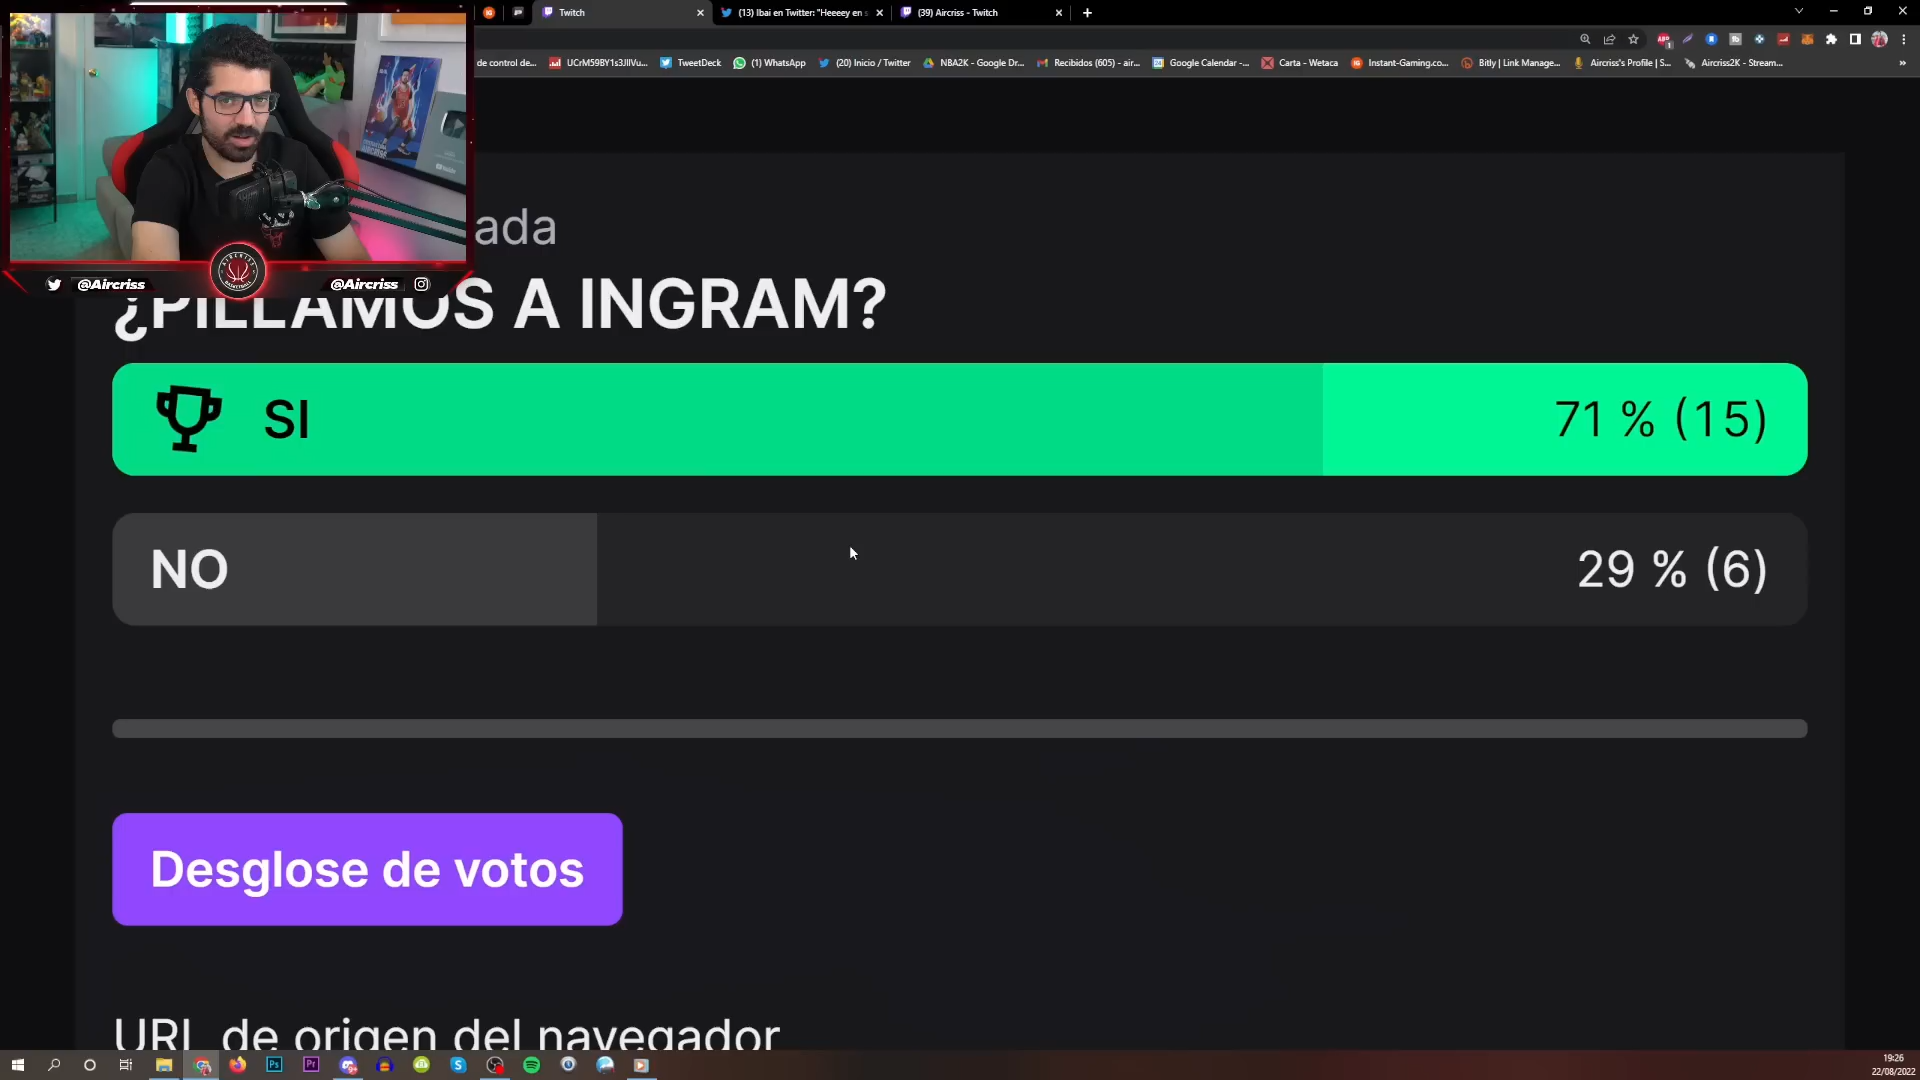 Twitch
(13) Ibai en Twitter: "Heeeey en s
(39) Aircriss - Twitch
de control de...
UCrM59BY1s3JIlVu...
TweetDeck
(1) WhatsApp
(20) Inicio / Twitter
NBA2K - Google Dr...
Recibidos (605) - air...
Google Calendar -...
Carta - Wetaca
Instant-Gaming.co...
Bitly | Link Manage...
Aircriss's Profile | S...
Aircriss2K - Stream...
ada
@Aircriss
@Aircriss
¿PILLAMOS A INGRAM?
SI
71 % (15)
NO
29 % (6)
Desglose de votos
URL de origen del navegador
19:26
22/08/2022